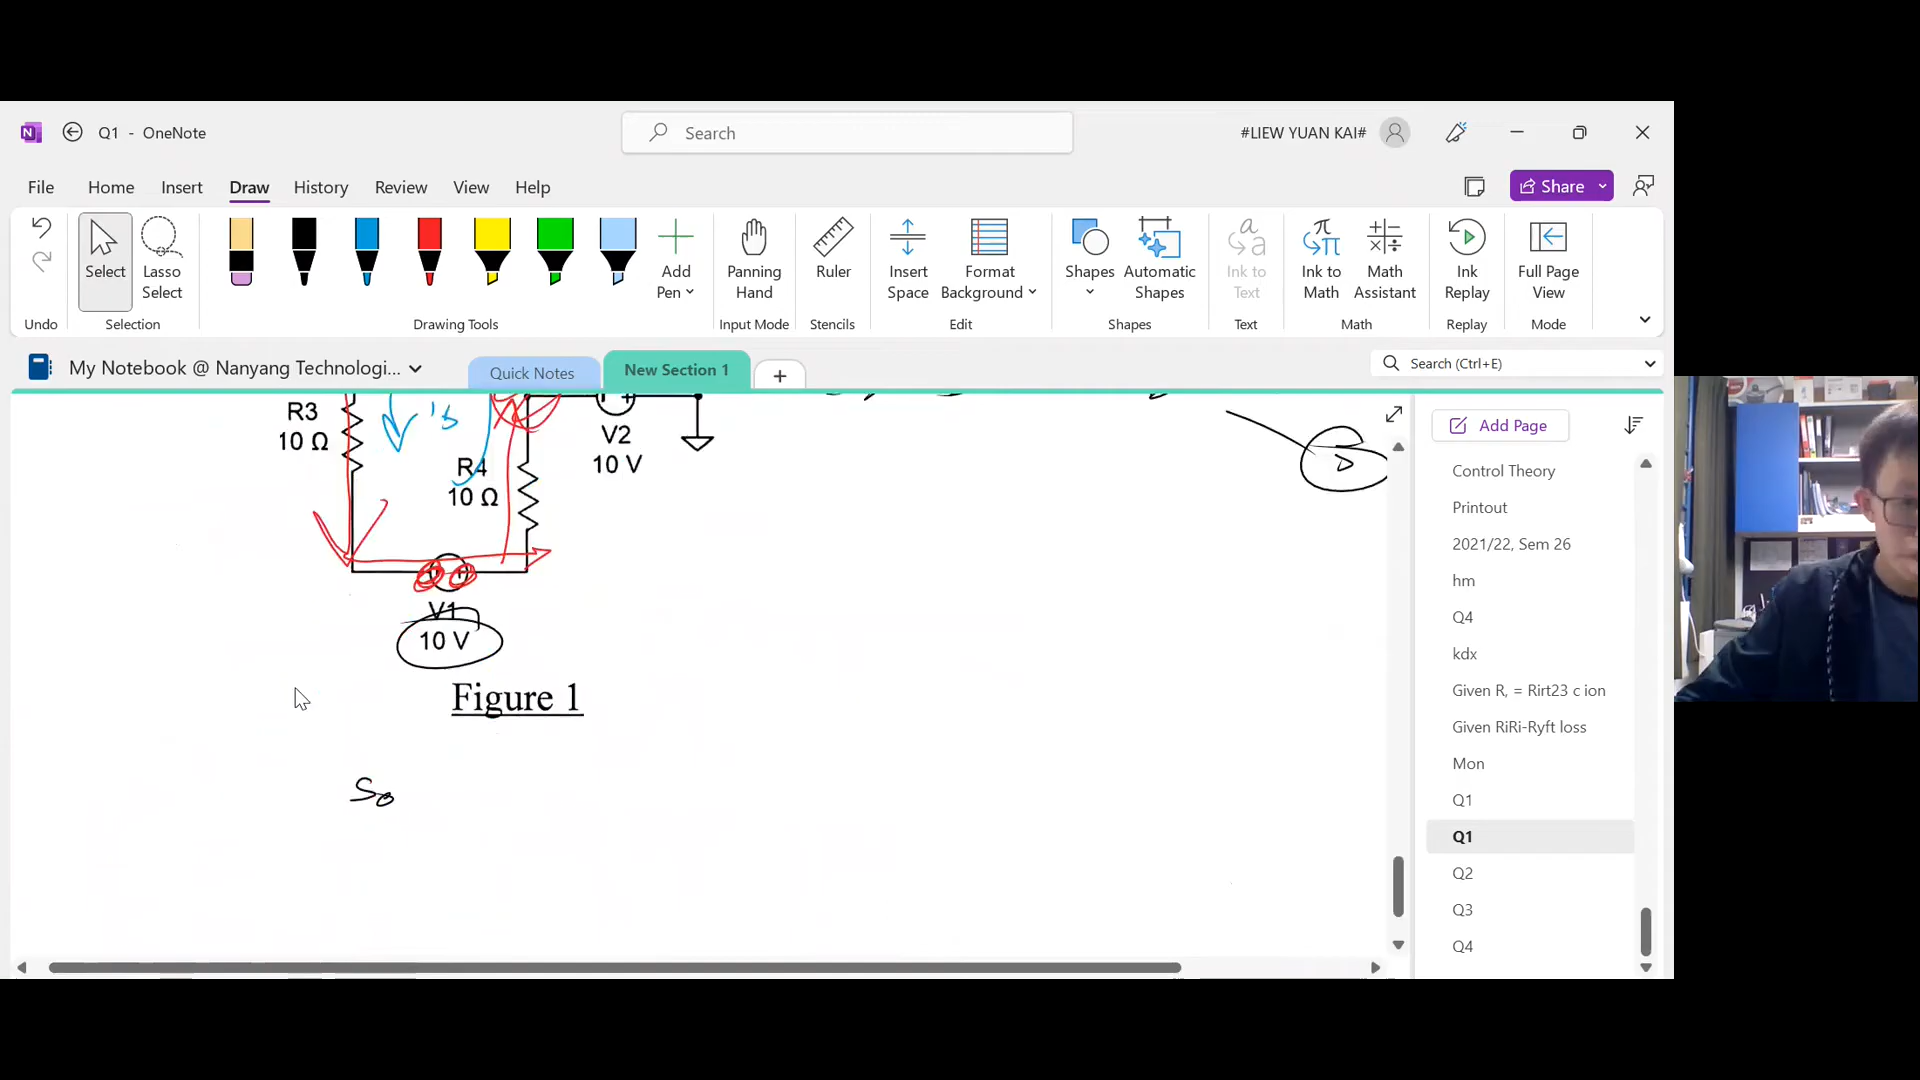 Q1 - OneNote
Search
#LIEW YUAN KAI#
File Home Insert Draw History Review View Help
Share
Select
Lasso Select
Add Pen
Panning Hand
Ruler
Insert Space
Format Background
Shapes
Automatic Shapes
Ink to Text
Ink to Math
Math Assistant
Ink Replay
Full Page View
Undo
Selection
Drawing Tools
Input Mode
Stencils
Edit
Shapes
Text
Math
Replay
Mode
My Notebook @ Nanyang Technologi...
Quick Notes
New Section 1
Search (Ctrl+E)
R3
10 Ω
R4
10 Ω
V2
10 V
V1
10 V
Figure 1
So
Add Page
Control Theory
Printout
2021/22, Sem 26
hm
Q4
kdx
Given R, = Rirt23 c ion
Given RiRi-Ryft loss
Mon
Q1
Q1
Q2
Q3
Q4